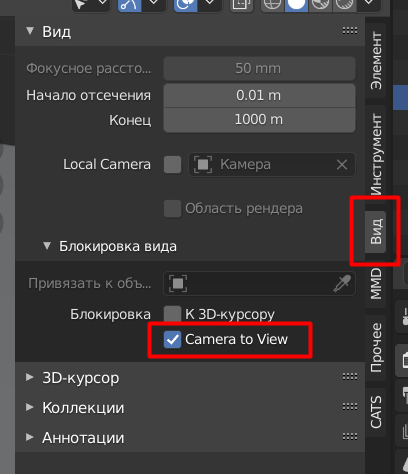 Вид
Фокусное рассто...
50 mm
Начало отсечения
0.01 m
Конец
1000 m
Local Camera
Камера
Область рендера
Блокировка вида
Привязать к объ...
Блокировка
К 3D-курсору
Camera to View
3D-курсор
Коллекции
Аннотации
Элемент
Инструмент
Вид
MMD
Прочее
CATS